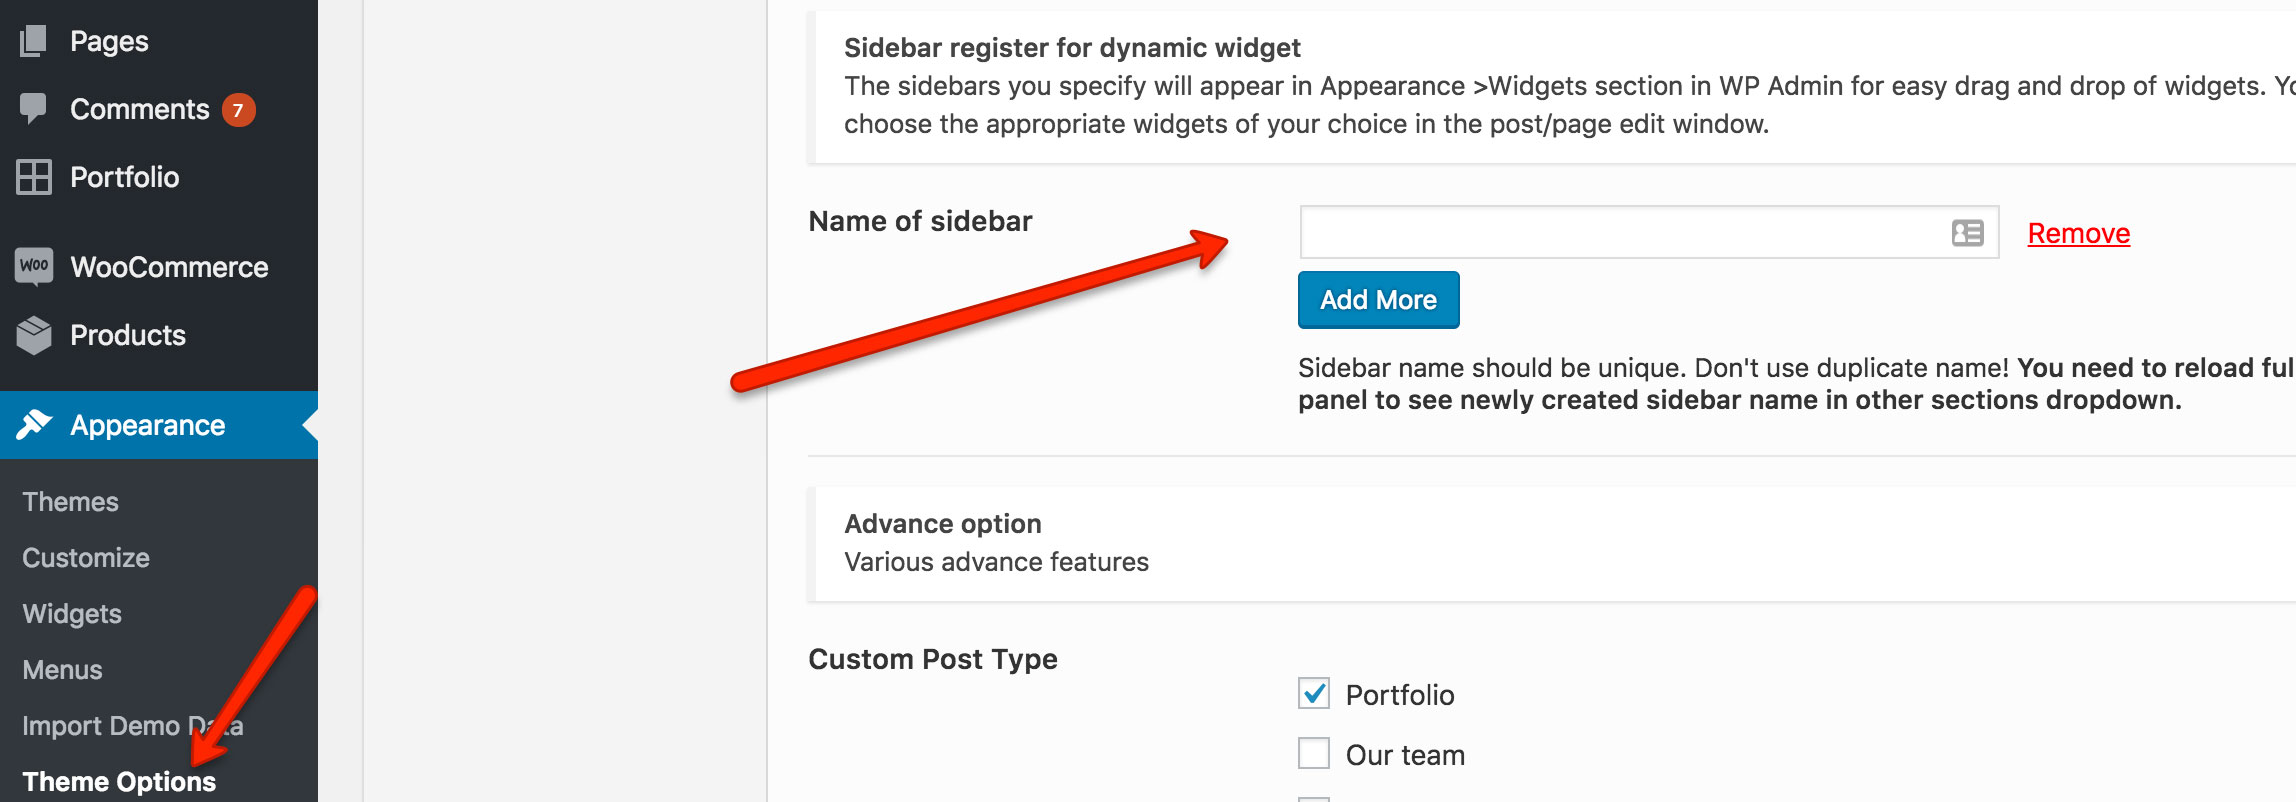 Pages
Comments 7
Portfolio
Woo WooCommerce
Products
Appearance
Themes
Customize
Widgets
Menus
Import Demo Data
Theme Options
Sidebar register for dynamic widget
The sidebars you specify will appear in Appearance >Widgets section in WP Admin for easy drag and drop of widgets.
choose the appropriate widgets of your choice in the post/page edit window.
Name of sidebar
Remove
Add More
Sidebar name should be unique. Don't use duplicate name! You need to reload
panel to see newly created sidebar name in other sections dropdown.
Advance option
Various advance features
Custom Post Type
Portfolio
Our team